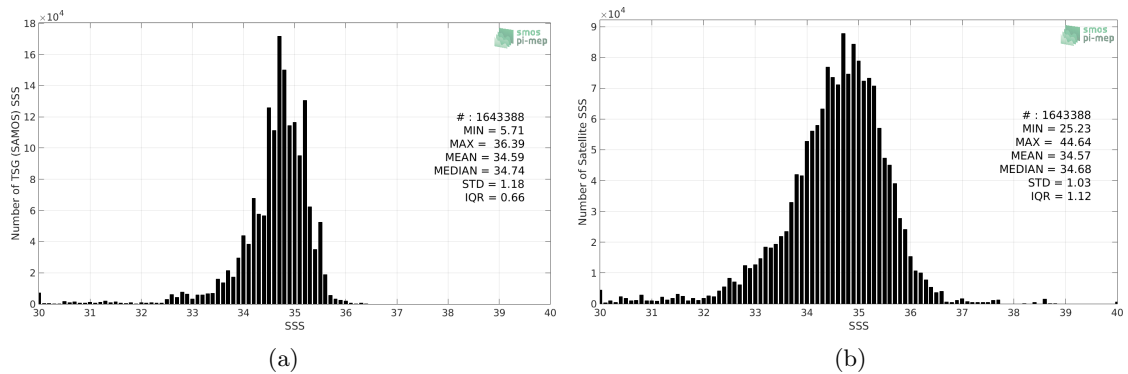 ×10⁴
18
16
14
12
10
8
6
4
2
0
Number of TSG (SAMOS) SSS
smos
pi-mep
# : 1643388
MIN = 5.71
MAX = 36.39
MEAN = 34.59
MEDIAN = 34.74
STD = 1.18
IQR = 0.66
30 31 32 33 34 35 36 37 38 39 40
SSS
(a)
×10⁴
9
8
7
6
5
4
3
2
1
0
Number of Satellite SSS
smos
pi-mep
# : 1643388
MIN = 25.23
MAX = 44.64
MEAN = 34.57
MEDIAN = 34.68
STD = 1.03
IQR = 1.12
30 31 32 33 34 35 36 37 38 39 40
SSS
(b)